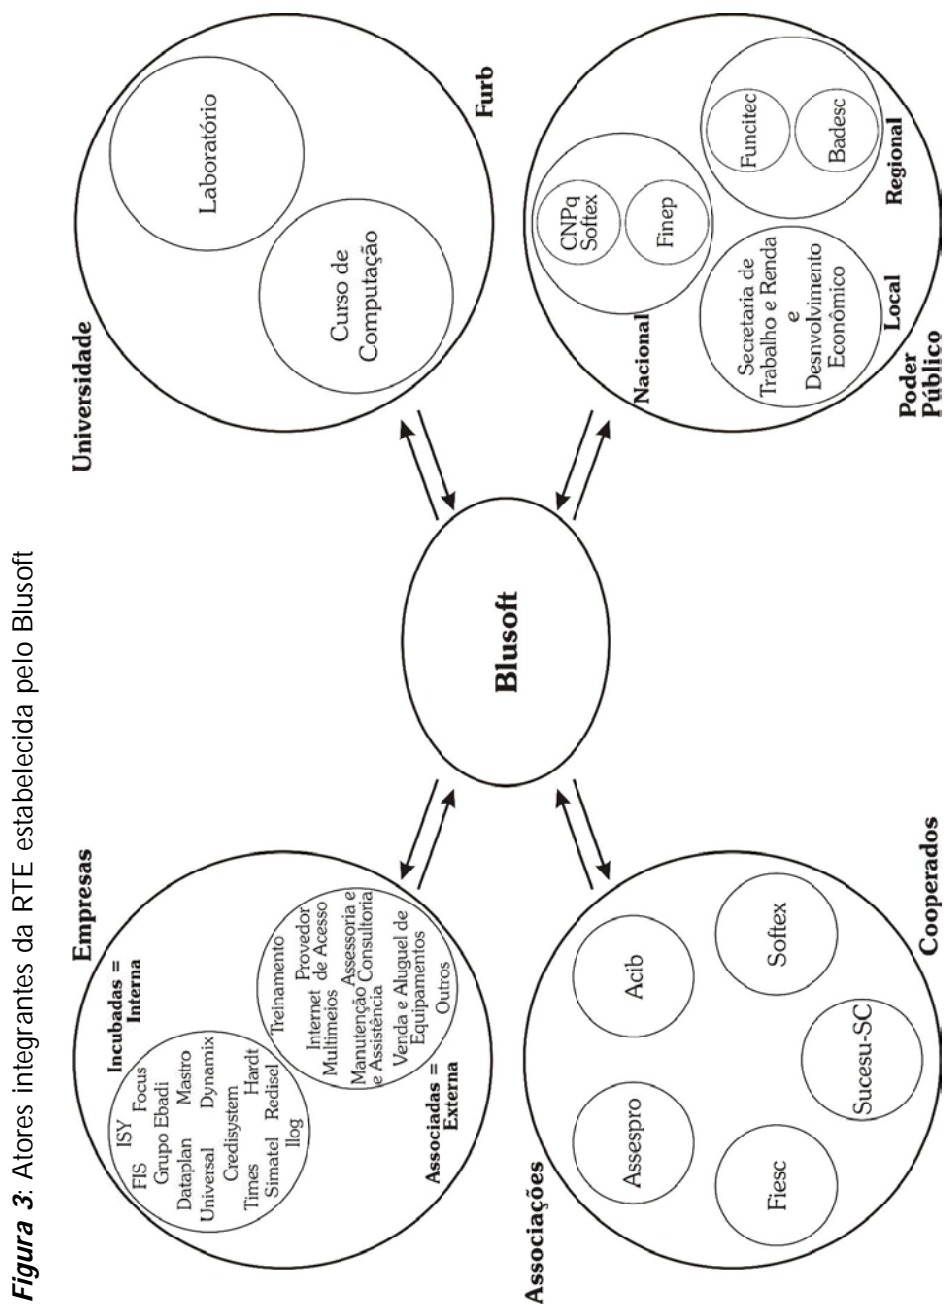 Figura 3: Atores integrantes da RTE estabelecida pelo Blusoft
Empresas
Incubadas =
Interna
FIS ISY Focus
Grupo Ebadi
Dataplan Mastro
Universal Dynamix
Credisystem
Times Hardt
Simatel Redisel
Ilog
Treinamento
Internet Provedor
Multimeios de Acesso
Manutenção Assessoria e
e Assistência Consultoria
Venda e Aluguel de
Equipamentos
Outros
Associadas =
Externa
Universidade
Laboratório
Curso de
Computação
Furb
Blusoft
Associações
Assespro
Acib
Fiesc
Softex
Sucesu-SC
Cooperados
Nacional
CNPq
Softex
Finep
Secretaria de
Trabalho e Renda
e
Desnvolvimento
Econômico
Local
Funcitec
Badesc
Regional
Poder
Público